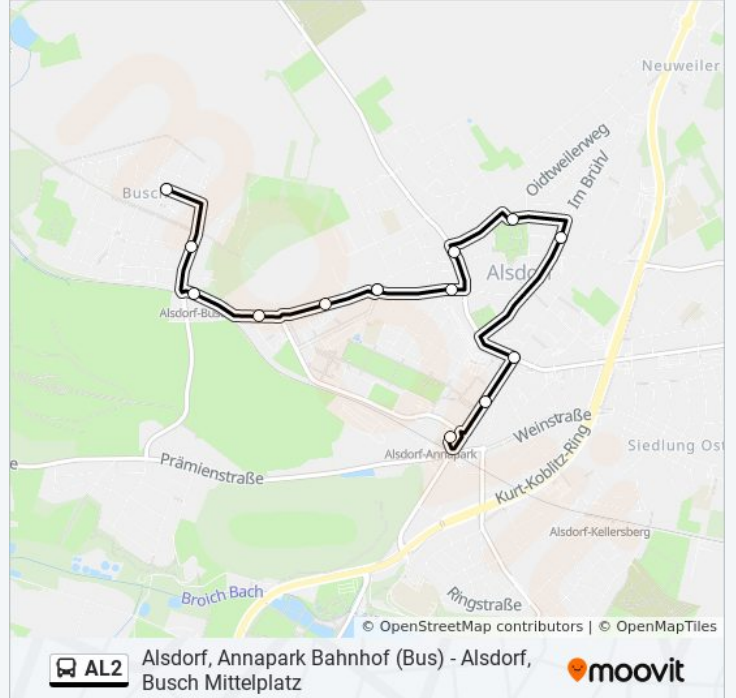 Neuweiler
Oidtweilerweg
Im Brühl
Busch
Alsdorf
Alsdorf-Busch
Weinstraße
Siedlung Ost
Alsdorf-Annapark
Prämienstraße
Kurt-Koblitz-Ring
Alsdorf-Kellersberg
Broich Bach
Ringstraße
e
© OpenStreetMap contributors | © OpenMapTiles
AL2
Alsdorf, Annapark Bahnhof (Bus) - Alsdorf,
Busch Mittelplatz
moovit